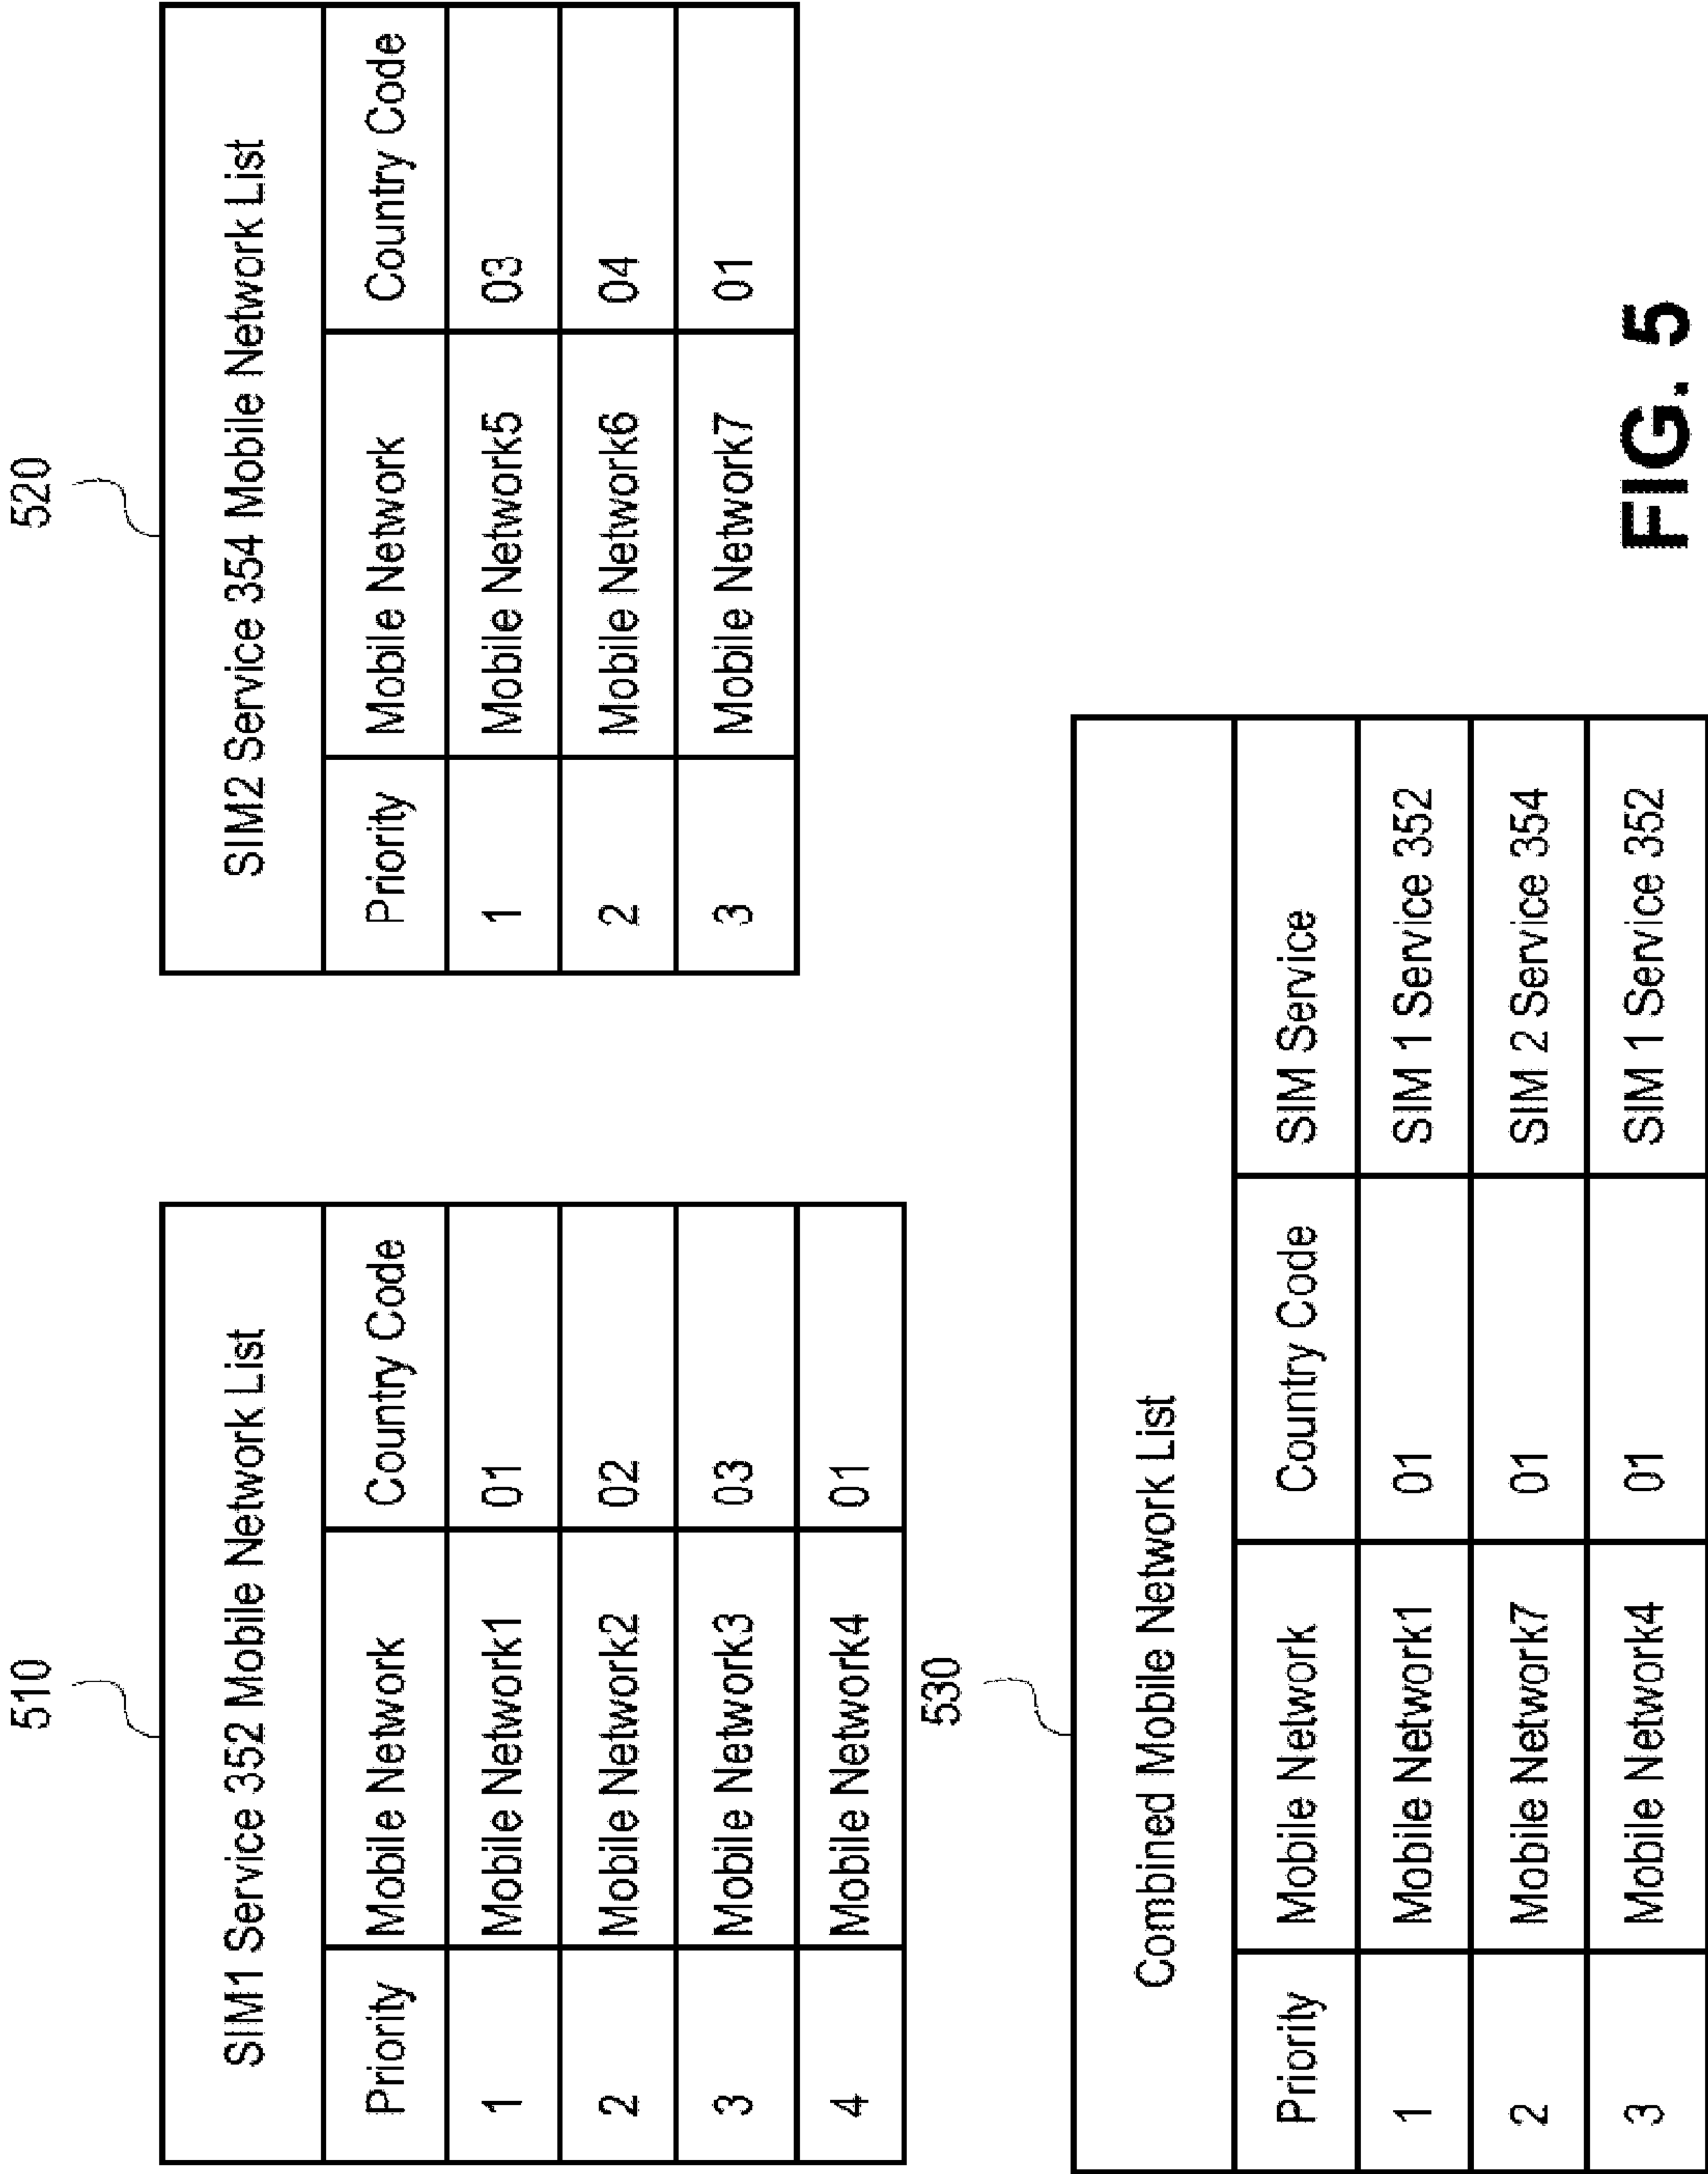 510
SIM1 Service 352 Mobile Network List
Priority Mobile Network Country Code
1 Mobile Network1 01
2 Mobile Network2 02
3 Mobile Network3 03
4 Mobile Network4 01
520
SIM2 Service 354 Mobile Network List
Priority Mobile Network Country Code
1 Mobile Network5 03
2 Mobile Network6 04
3 Mobile Network7 01
530
Combined Mobile Network List
Priority Mobile Network Country Code SIM Service
1 Mobile Network1 01 SIM 1 Service 352
2 Mobile Network7 01 SIM 2 Service 354
3 Mobile Network4 01 SIM 1 Service 352
FIG. 5